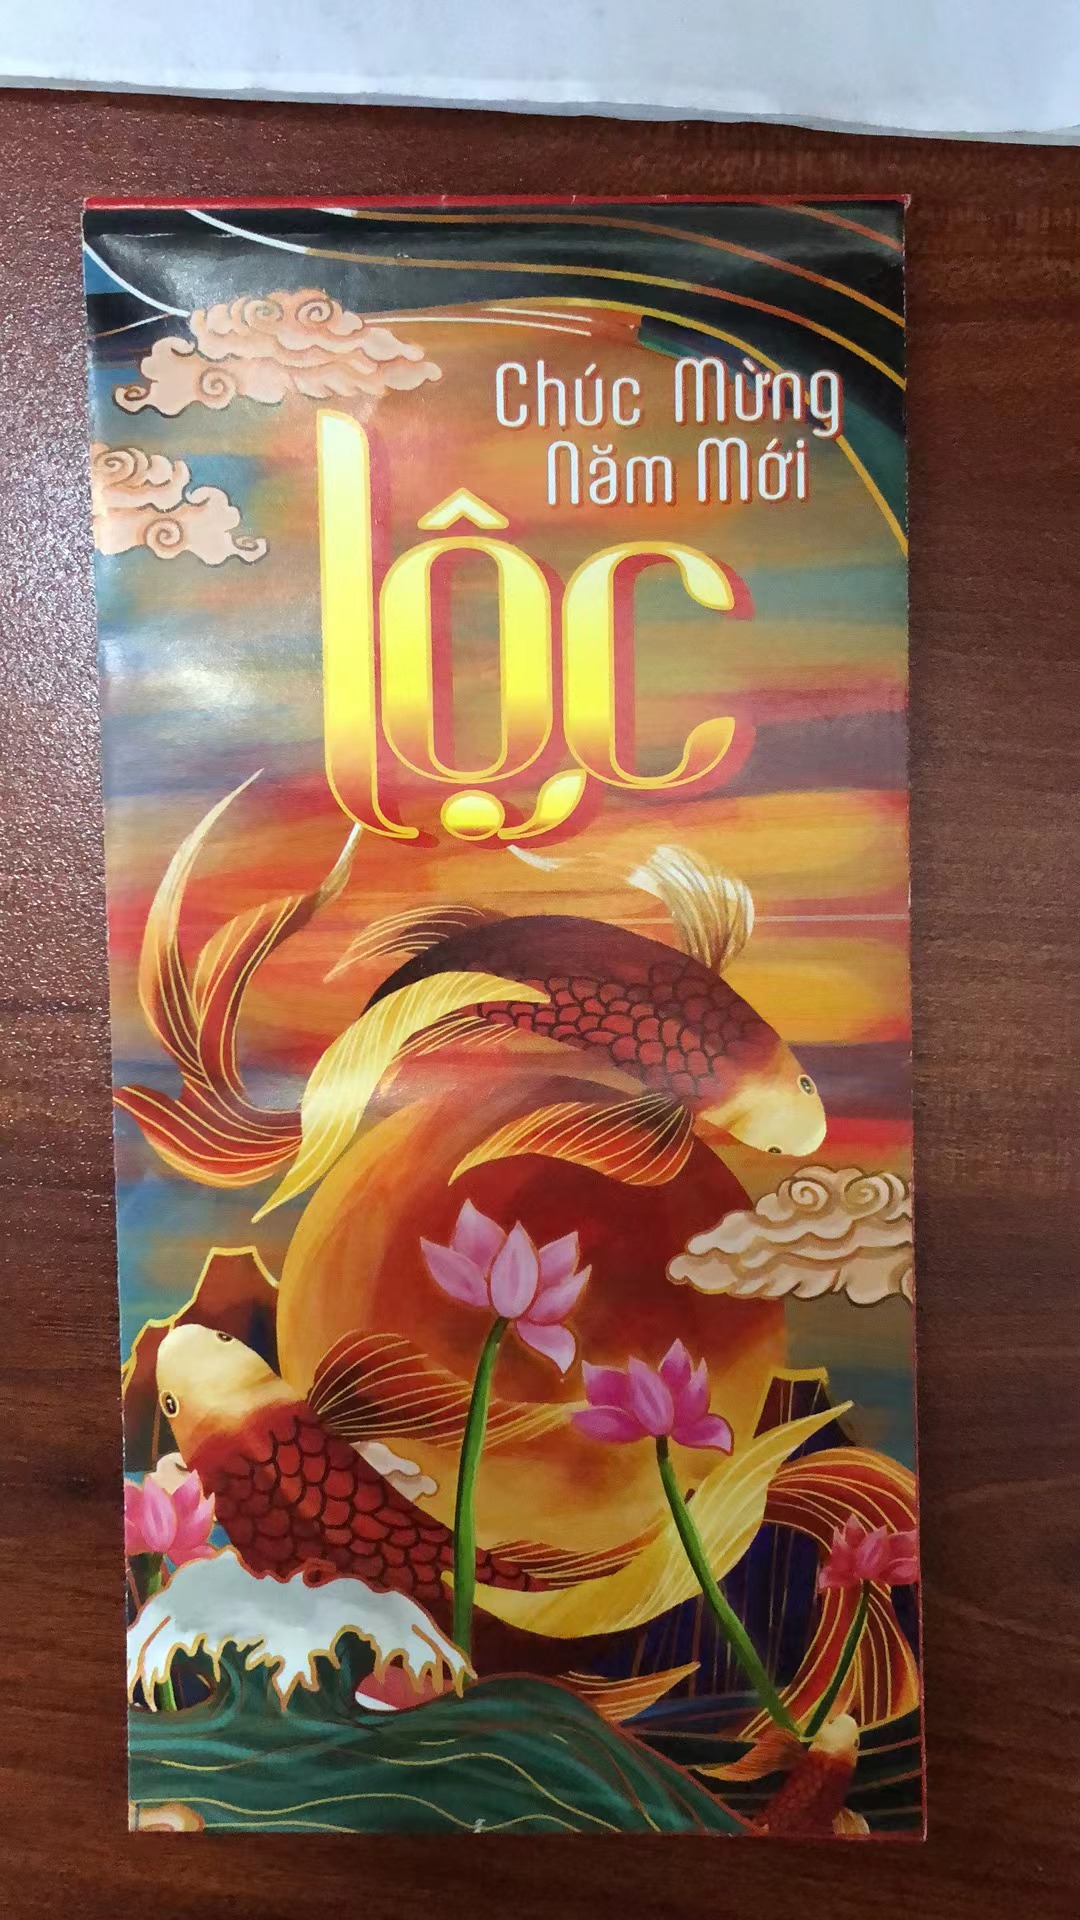 Chúc Mừng
Năm Mới
lộc